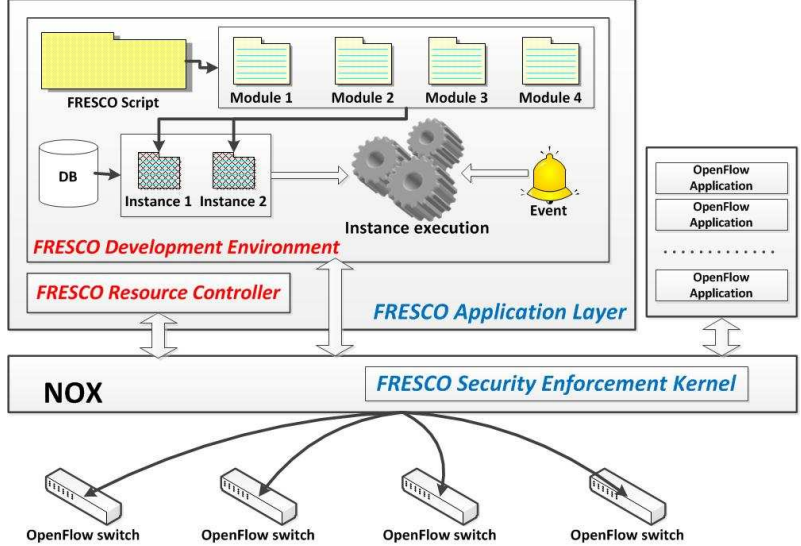 FRESCO Script
Module 1
Module 2
Module 3
Module 4
DB
Instance 1
Instance 2
Instance execution
Event
FRESCO Development Environment
FRESCO Resource Controller
FRESCO Application Layer
OpenFlow
Application
OpenFlow
Application
..............
OpenFlow
Application
NOX
FRESCO Security Enforcement Kernel
OpenFlow switch
OpenFlow switch
OpenFlow switch
OpenFlow switch